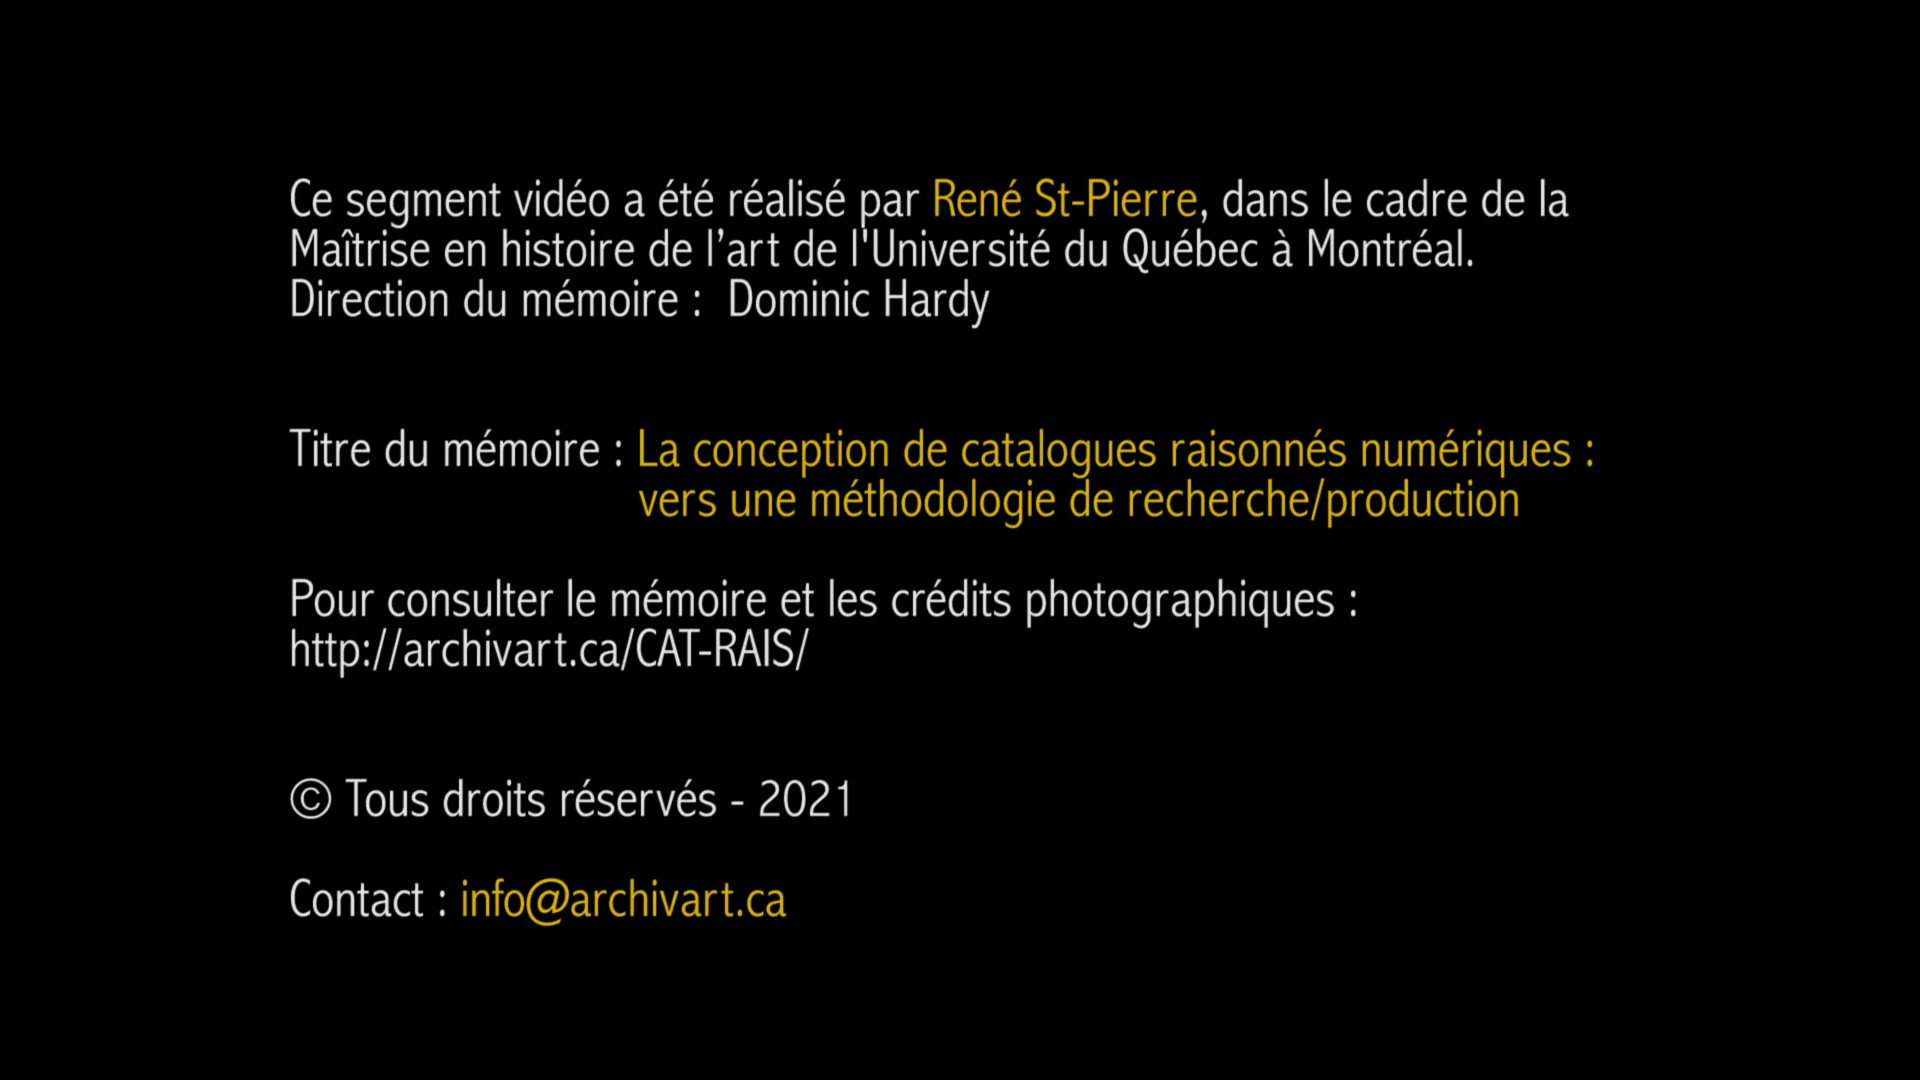 Ce segment vidéo a été réalisé par René St-Pierre, dans le cadre de la
Maîtrise en histoire de l’art de l'Université du Québec à Montréal.
Direction du mémoire :  Dominic Hardy
Titre du mémoire : La conception de catalogues raisonnés numériques :
vers une méthodologie de recherche/production
Pour consulter le mémoire et les crédits photographiques :
http://archivart.ca/CAT-RAIS/
© Tous droits réservés - 2021
Contact : info@archivart.ca